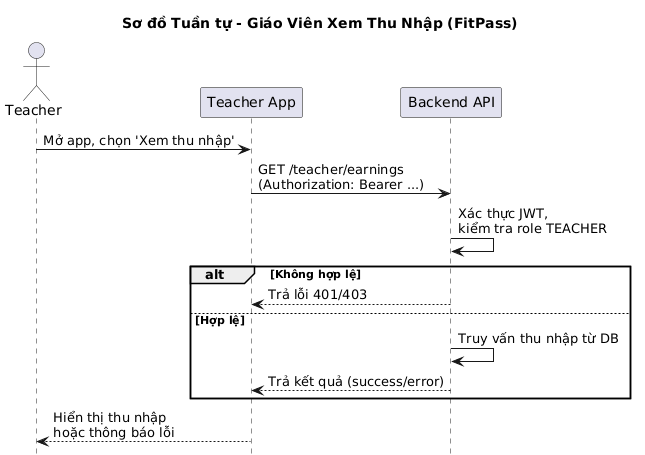 Sơ đồ Tuần tự - Giáo Viên Xem Thu Nhập (FitPass)
Teacher
Teacher App
Backend API
Mở app, chọn 'Xem thu nhập'
GET /teacher/earnings
(Authorization: Bearer ...)
Xác thực JWT,
kiểm tra role TEACHER
alt
[Không hợp lệ]
Trả lỗi 401/403
[Hợp lệ]
Truy vấn thu nhập từ DB
Trả kết quả (success/error)
Hiển thị thu nhập
hoặc thông báo lỗi